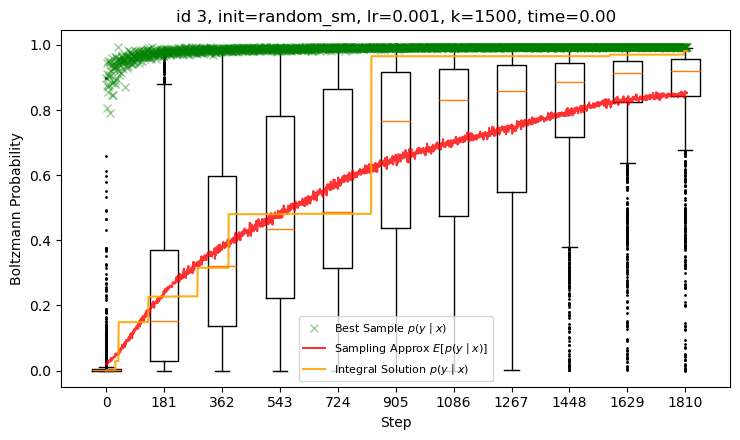 id 3, init=random_sm, lr=0.001, k=1500, time=0.00
Boltzmann Probability
1.0
0.8
0.6
0.4
0.2
0.0
Best Sample p(y | x)
Sampling Approx E[p(y | x)]
Integral Solution p(y | x)
0 181 362 543 724 905 1086 1267 1448 1629 1810
Step